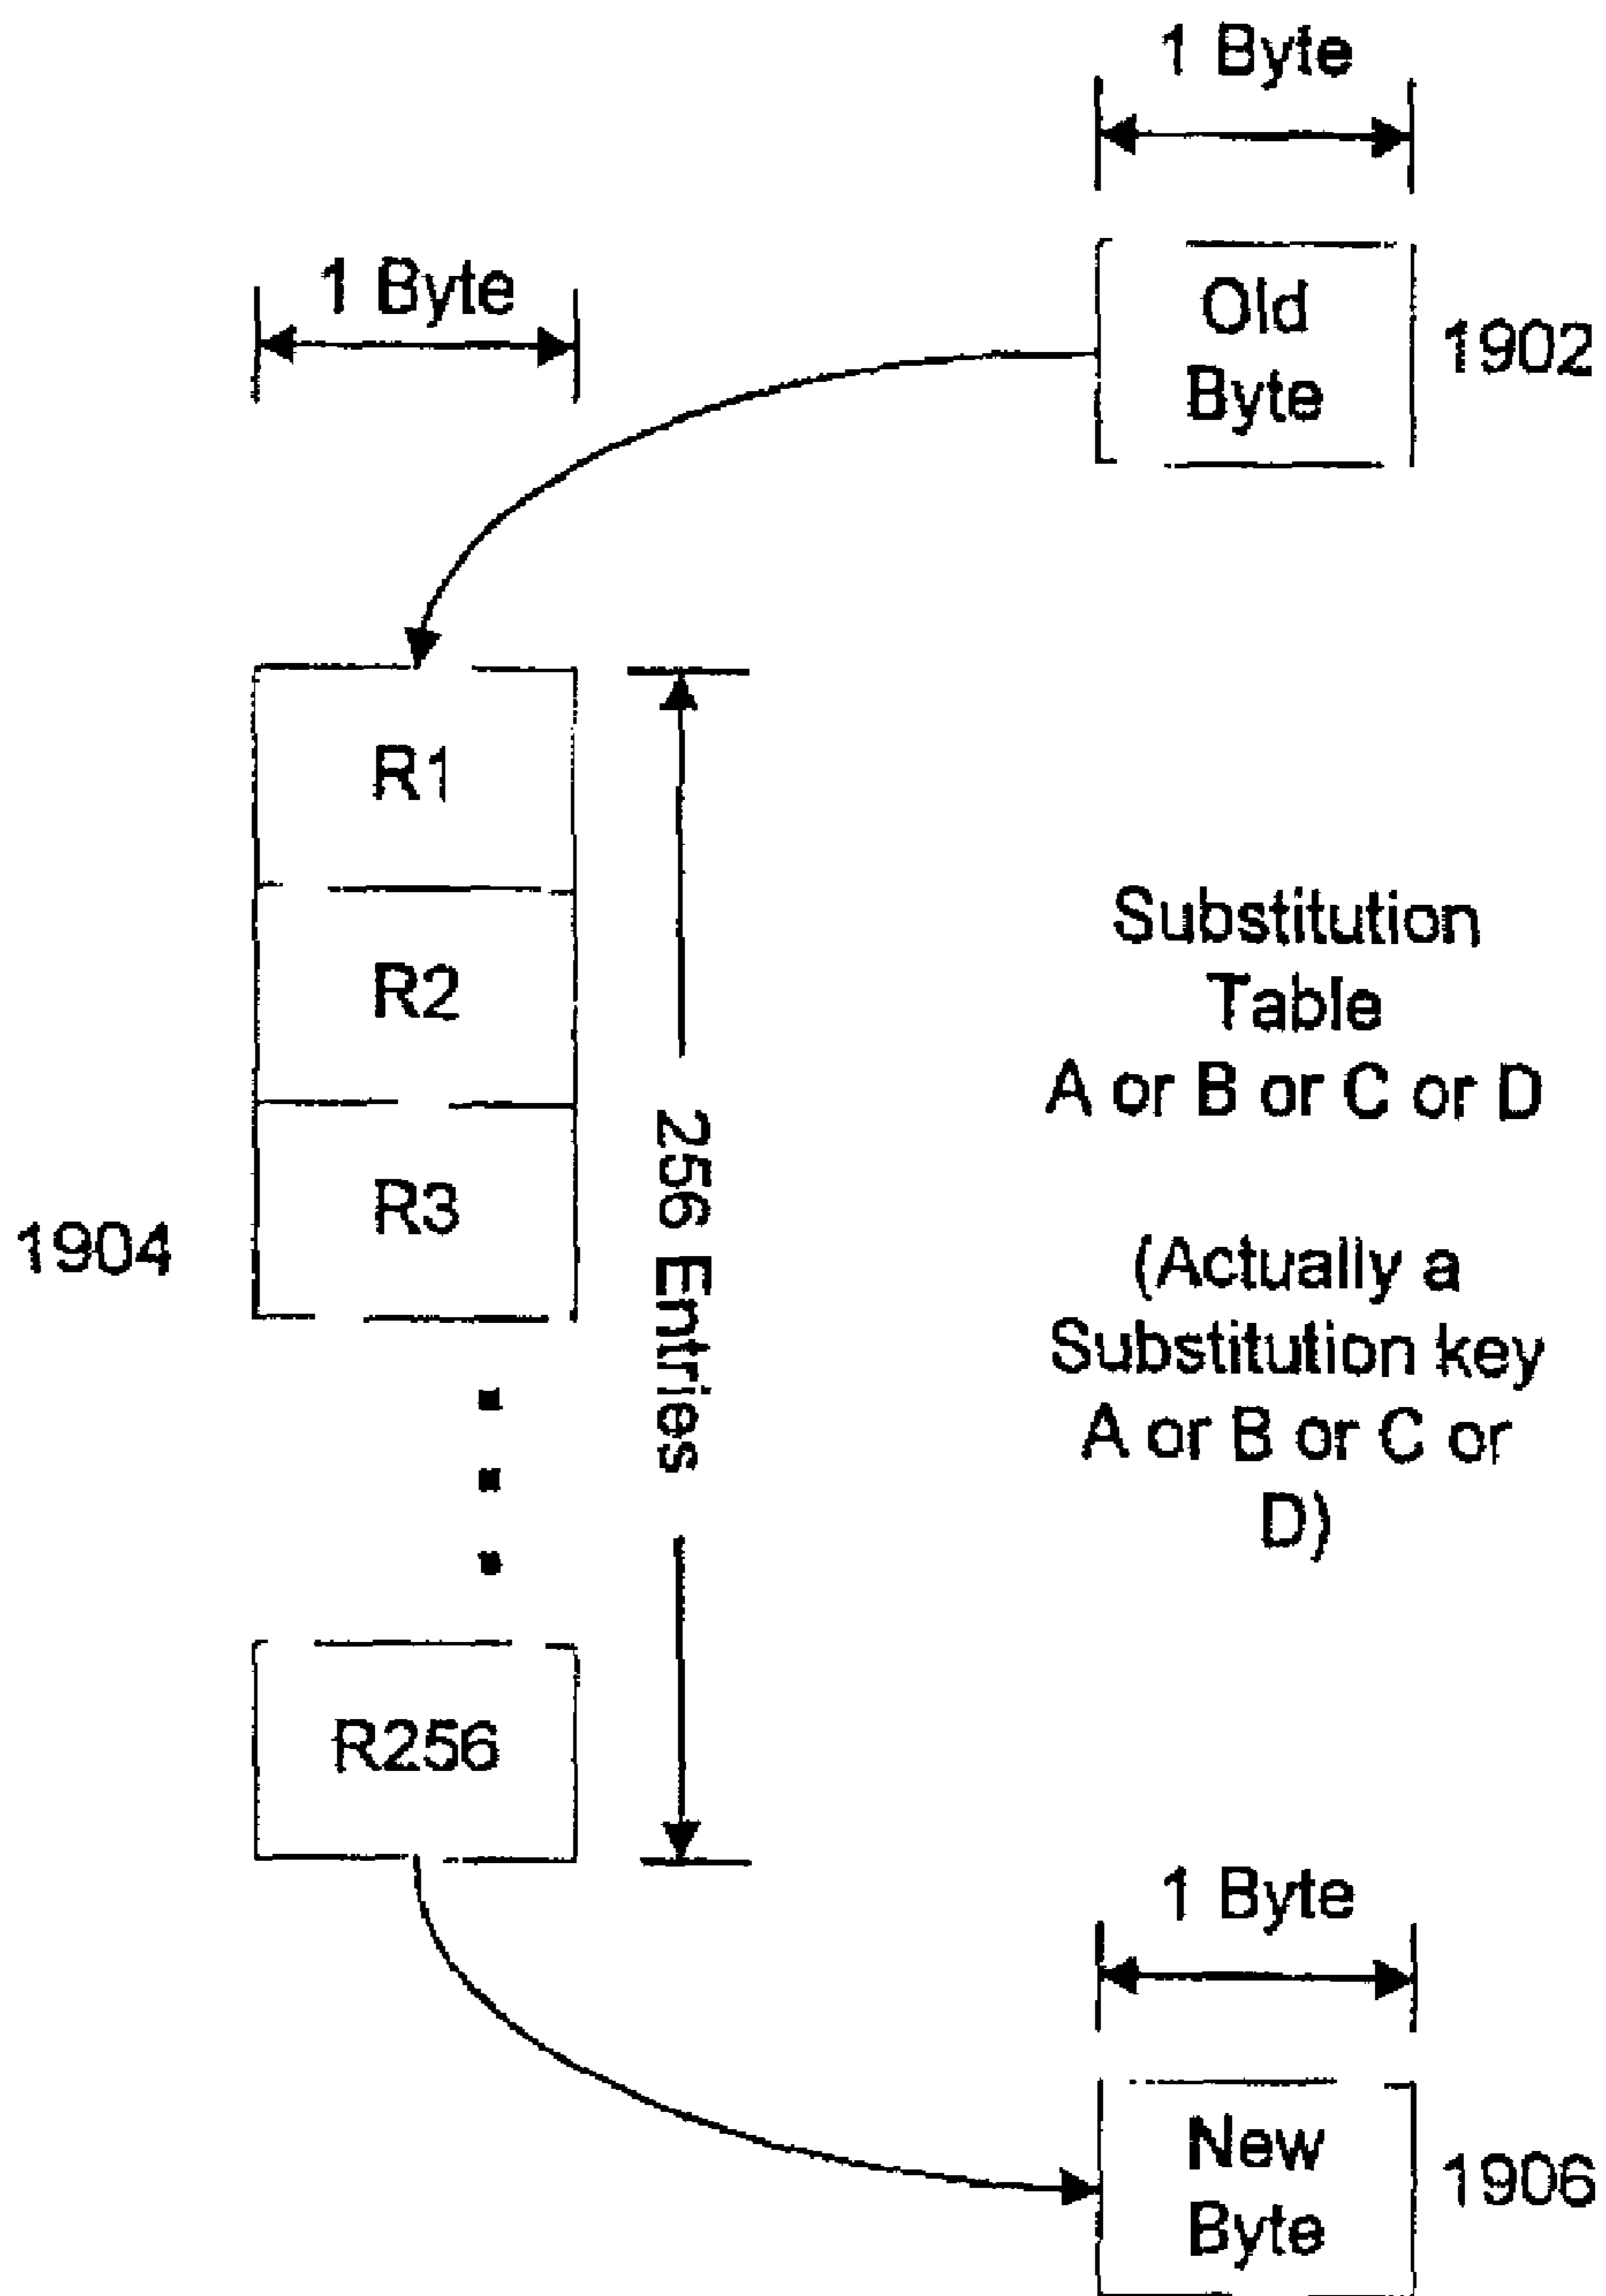 1 Byte
Old
Byte
1902
1 Byte
R1
R2
R3
1904
256 Entries
Substitution
Table
A or B or C or D
(Actually a
Substitution key
A or B or C or
D)
R256
1 Byte
New
Byte
1906